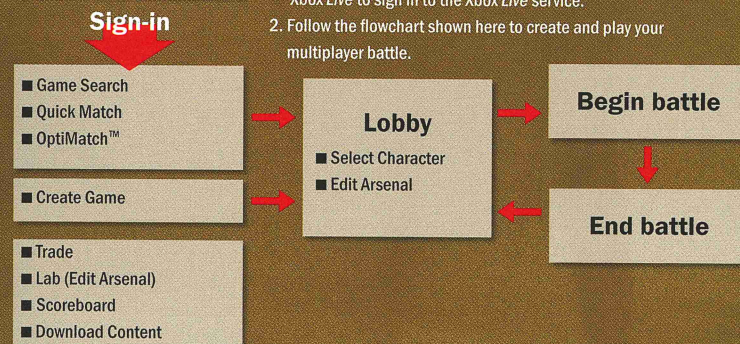 Xbox Live to sign in to the Xbox Live service.
2. Follow the flowchart shown here to create and play your
multiplayer battle.
Sign-in
■ Game Search
■ Quick Match
■ OptiMatch™
■ Create Game
■ Trade
■ Lab (Edit Arsenal)
■ Scoreboard
■ Download Content
Lobby
■ Select Character
■ Edit Arsenal
Begin battle
End battle